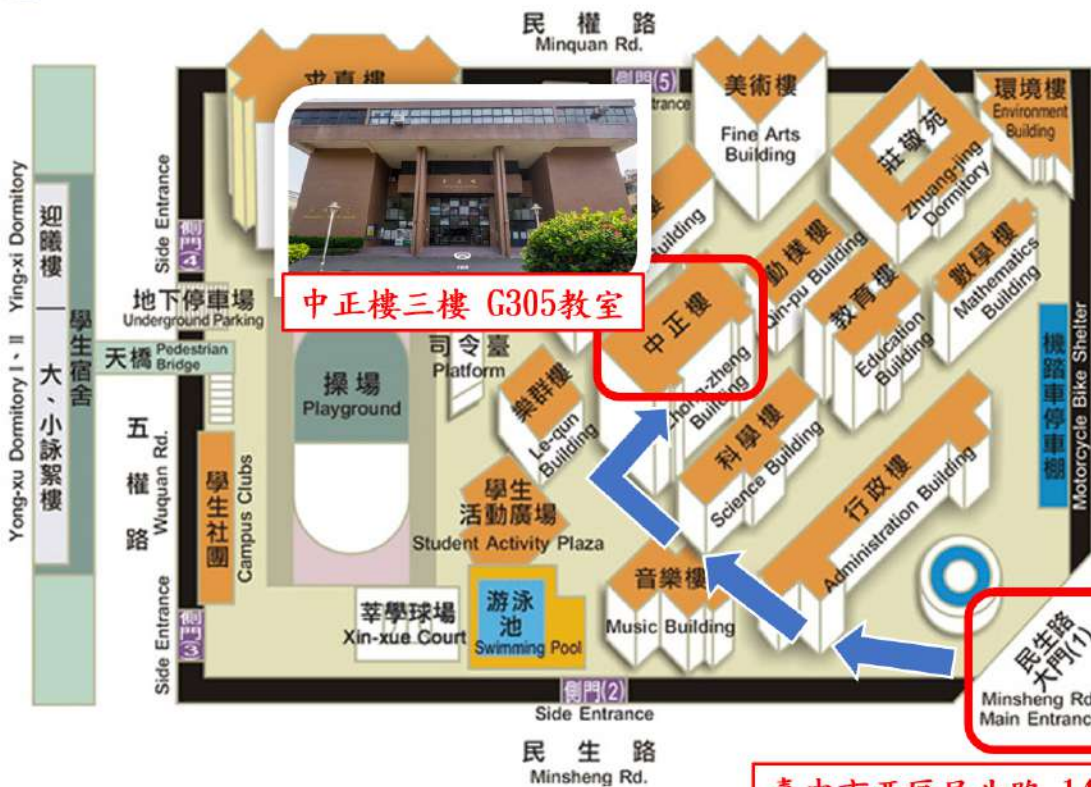 民 權 路
Minquan Rd.
求真樓
側門(5)
trance
美術樓
Fine Arts
Building
莊敬苑
Zhuang-jing
Dormitory
環境樓
Environment
Building
迎曦樓
Ying-xi Dormitory
大、小詠絮樓
Yong-xu Dormitory I、II
學生宿舍
Side Entrance
側門4
地下停車場
Underground Parking
天橋
Pedestrian
Bridge
五權路
Wuquan Rd.
學生社團
Campus Clubs
Side Entrance
側門3
操場
Playground
司令臺
Platform
中正樓三樓 G305教室
樓
Building
中正樓
Chong-zheng
Building
動樸樓
Qin-pu Building
教育樓
Education
Building
數學樓
Mathematics
Building
機踏車停車棚
Motorcycle Bike Shelter
樂群樓
Le-qun
Building
科學樓
Science Building
行政樓
Administration Building
學生
活動廣場
Student Activity Plaza
音樂樓
Music Building
莘學球場
Xin-xue Court
游泳
池
Swimming Pool
民生路
大門(1)
Minsheng Rd
Main Entranc
側門(2)
Side Entrance
民 生 路
Minsheng Rd.